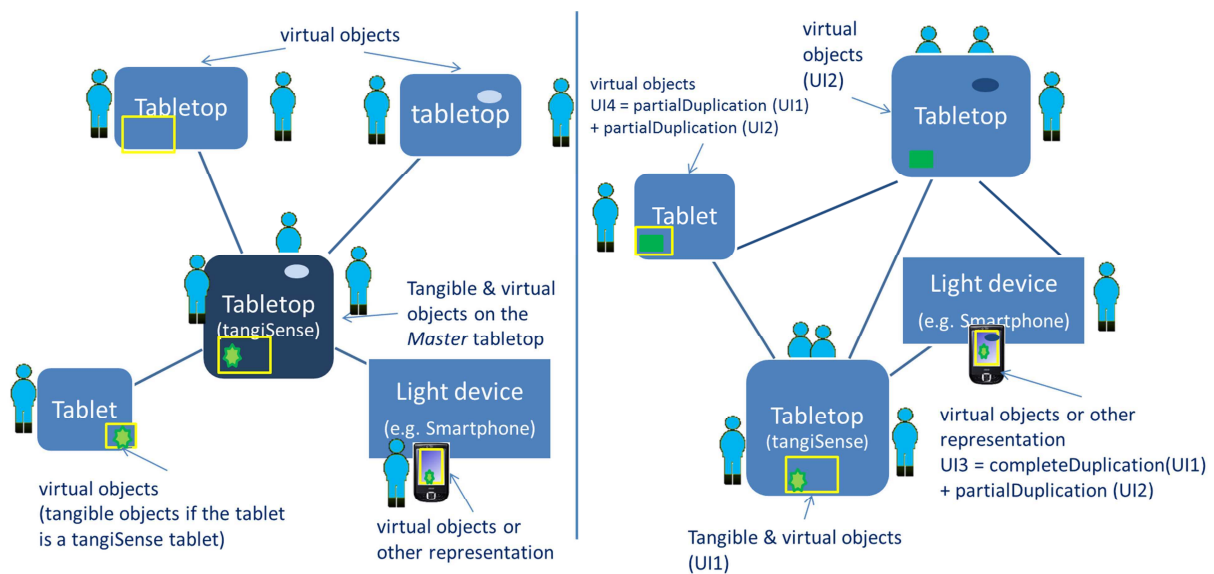 virtual objects
Tabletop
tabletop
Tabletop
(tangiSense)
Tangible & virtual
objects on the
Master tabletop
Tablet
Light device
(e.g. Smartphone)
virtual objects
(tangible objects if the tablet
is a tangiSense tablet)
virtual objects or
other representation
virtual
objects
(UI2)
virtual objects
UI4 = partialDuplication (UI1)
+ partialDuplication (UI2)
Tabletop
Tablet
Light device
(e.g. Smartphone)
Tabletop
(tangiSense)
virtual objects or other
representation
UI3 = completeDuplication(UI1)
+ partialDuplication (UI2)
Tangible & virtual objects
(UI1)